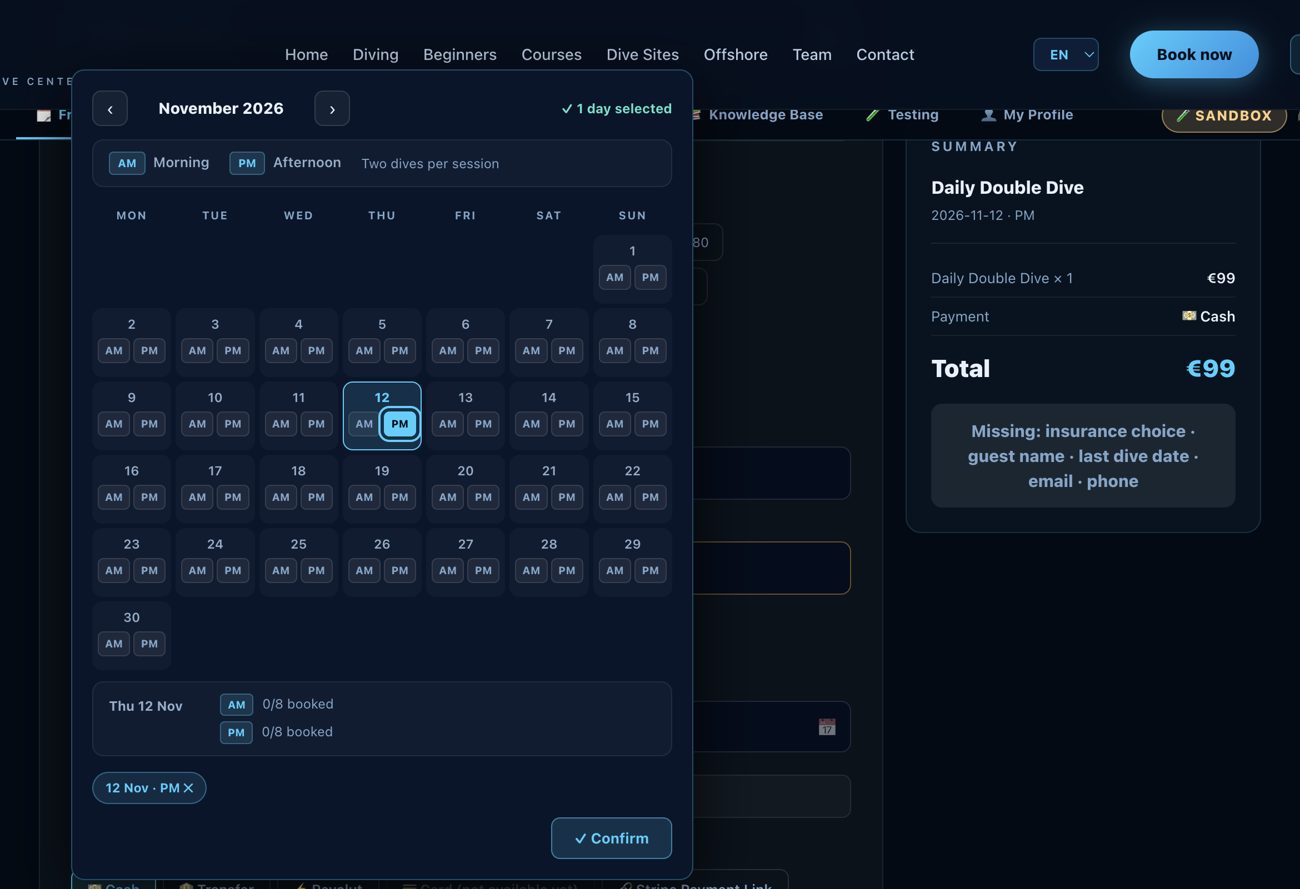 Home Diving Beginners Courses Dive Sites Offshore Team Contact
EN
Book now
VE CENTE
‹ November 2026 ›
✓ 1 day selected
Fr
Knowledge Base
Testing
My Profile
SANDBOX
AM Morning PM Afternoon Two dives per session
MON TUE WED THU FRI SAT SUN
1
AM PM
2 3 4 5 6 7 8
AM PM AM PM AM PM AM PM AM PM AM PM AM PM
9 10 11 12 13 14 15
AM PM AM PM AM PM AM PM AM PM AM PM AM PM
16 17 18 19 20 21 22
AM PM AM PM AM PM AM PM AM PM AM PM AM PM
23 24 25 26 27 28 29
AM PM AM PM AM PM AM PM AM PM AM PM AM PM
30
AM PM
Thu 12 Nov
AM 0/8 booked
PM 0/8 booked
12 Nov · PM ✕
✓ Confirm
80
17
SUMMARY
Daily Double Dive
2026-11-12 · PM
Daily Double Dive × 1 €99
Payment Cash
Total €99
Missing: insurance choice ·
guest name · last dive date ·
email · phone
Cash Transfer Revolut Card (not available yet) Stripe Payment Link